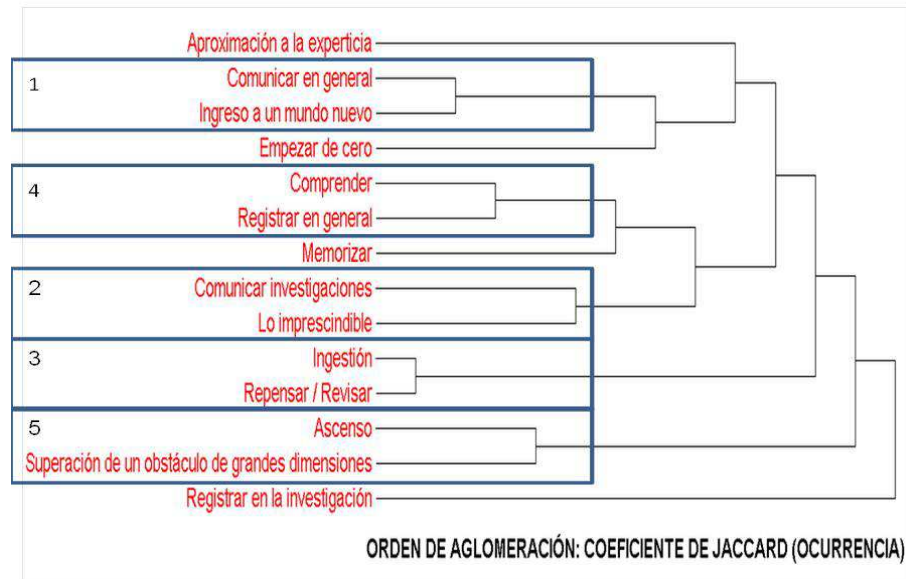 Aproximación a la experticia
1
Comunicar en general
Ingreso a un mundo nuevo
Empezar de cero
4
Comprender
Registrar en general
Memorizar
2
Comunicar investigaciones
Lo imprescindible
3
Ingestión
Repensar / Revisar
5
Ascenso
Superación de un obstáculo de grandes dimensiones
Registrar en la investigación
ORDEN DE AGLOMERACIÓN: COEFICIENTE DE JACCARD (OCURRENCIA)